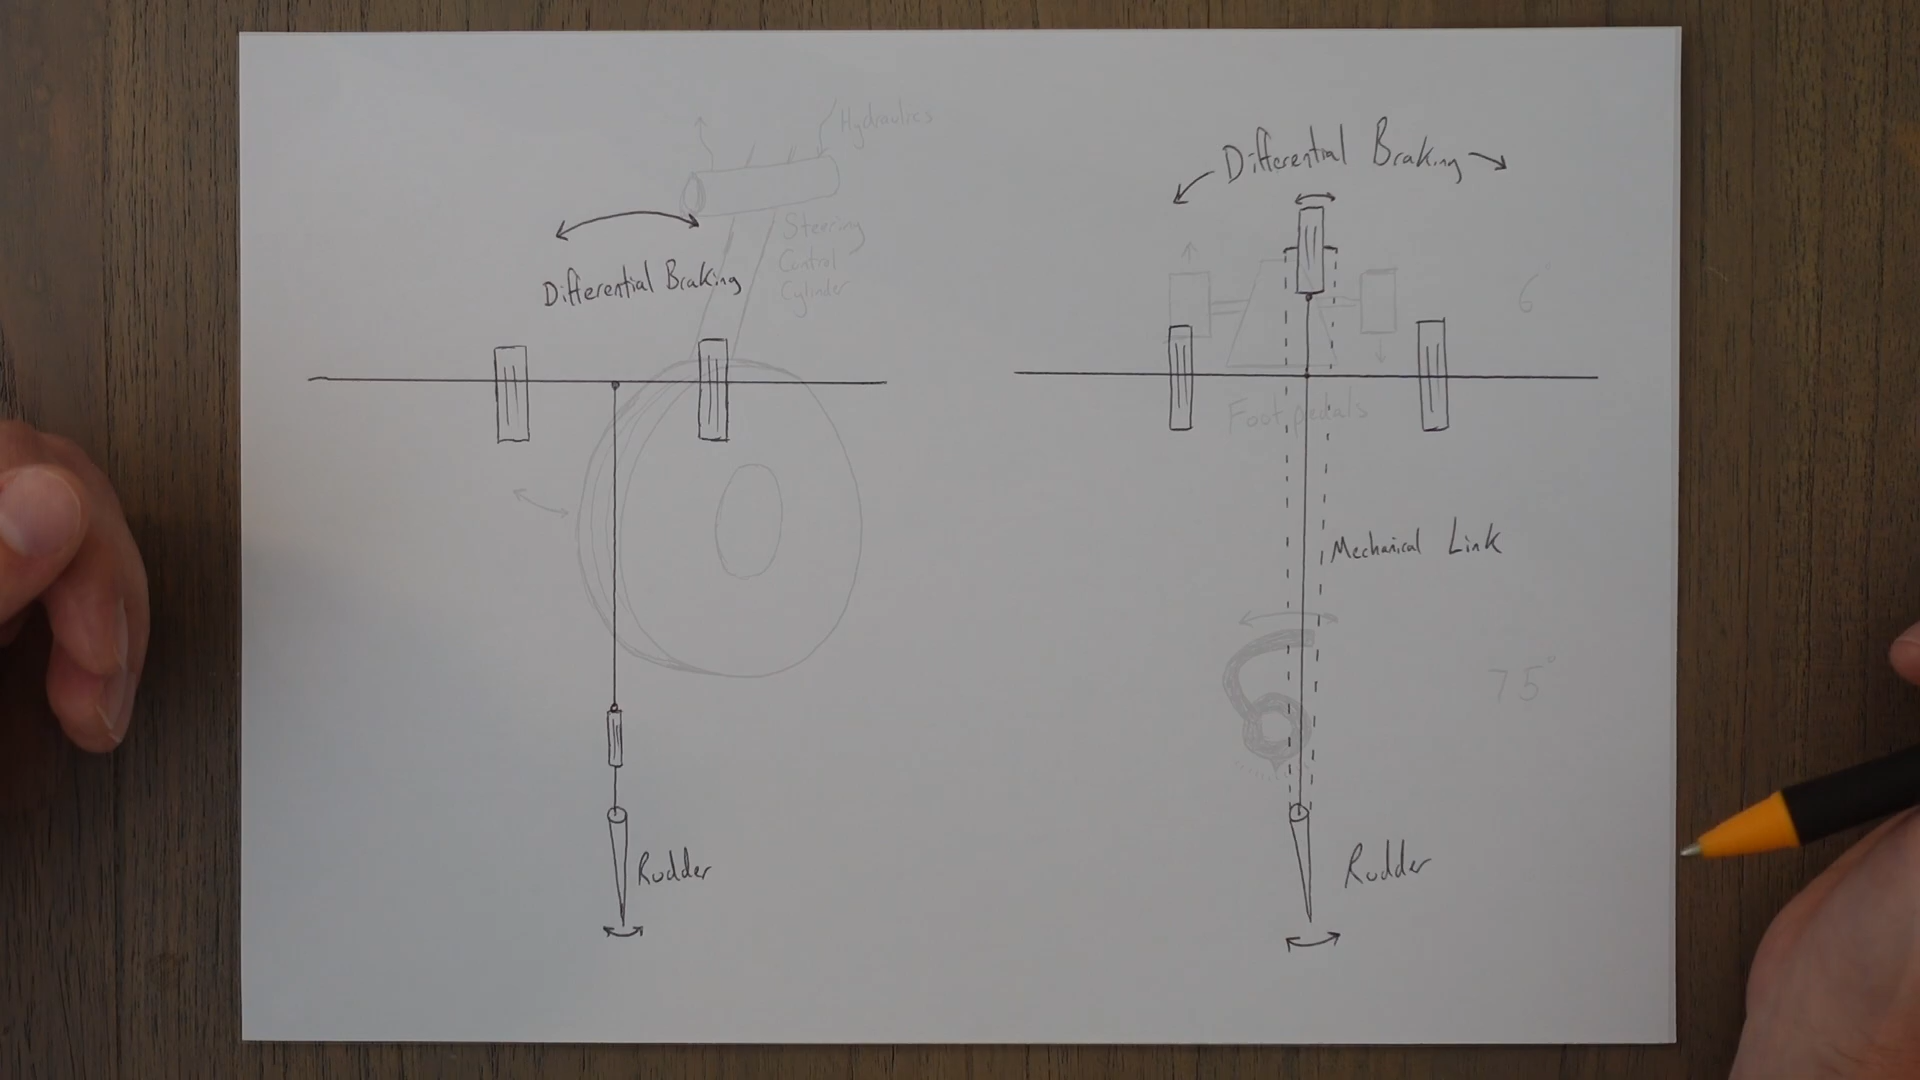 Hydraulics
Steering
Control
Cylinder
Differential Braking
Rudder
Differential Braking
6°
Foot pedals
Mechanical Link
75°
Rudder